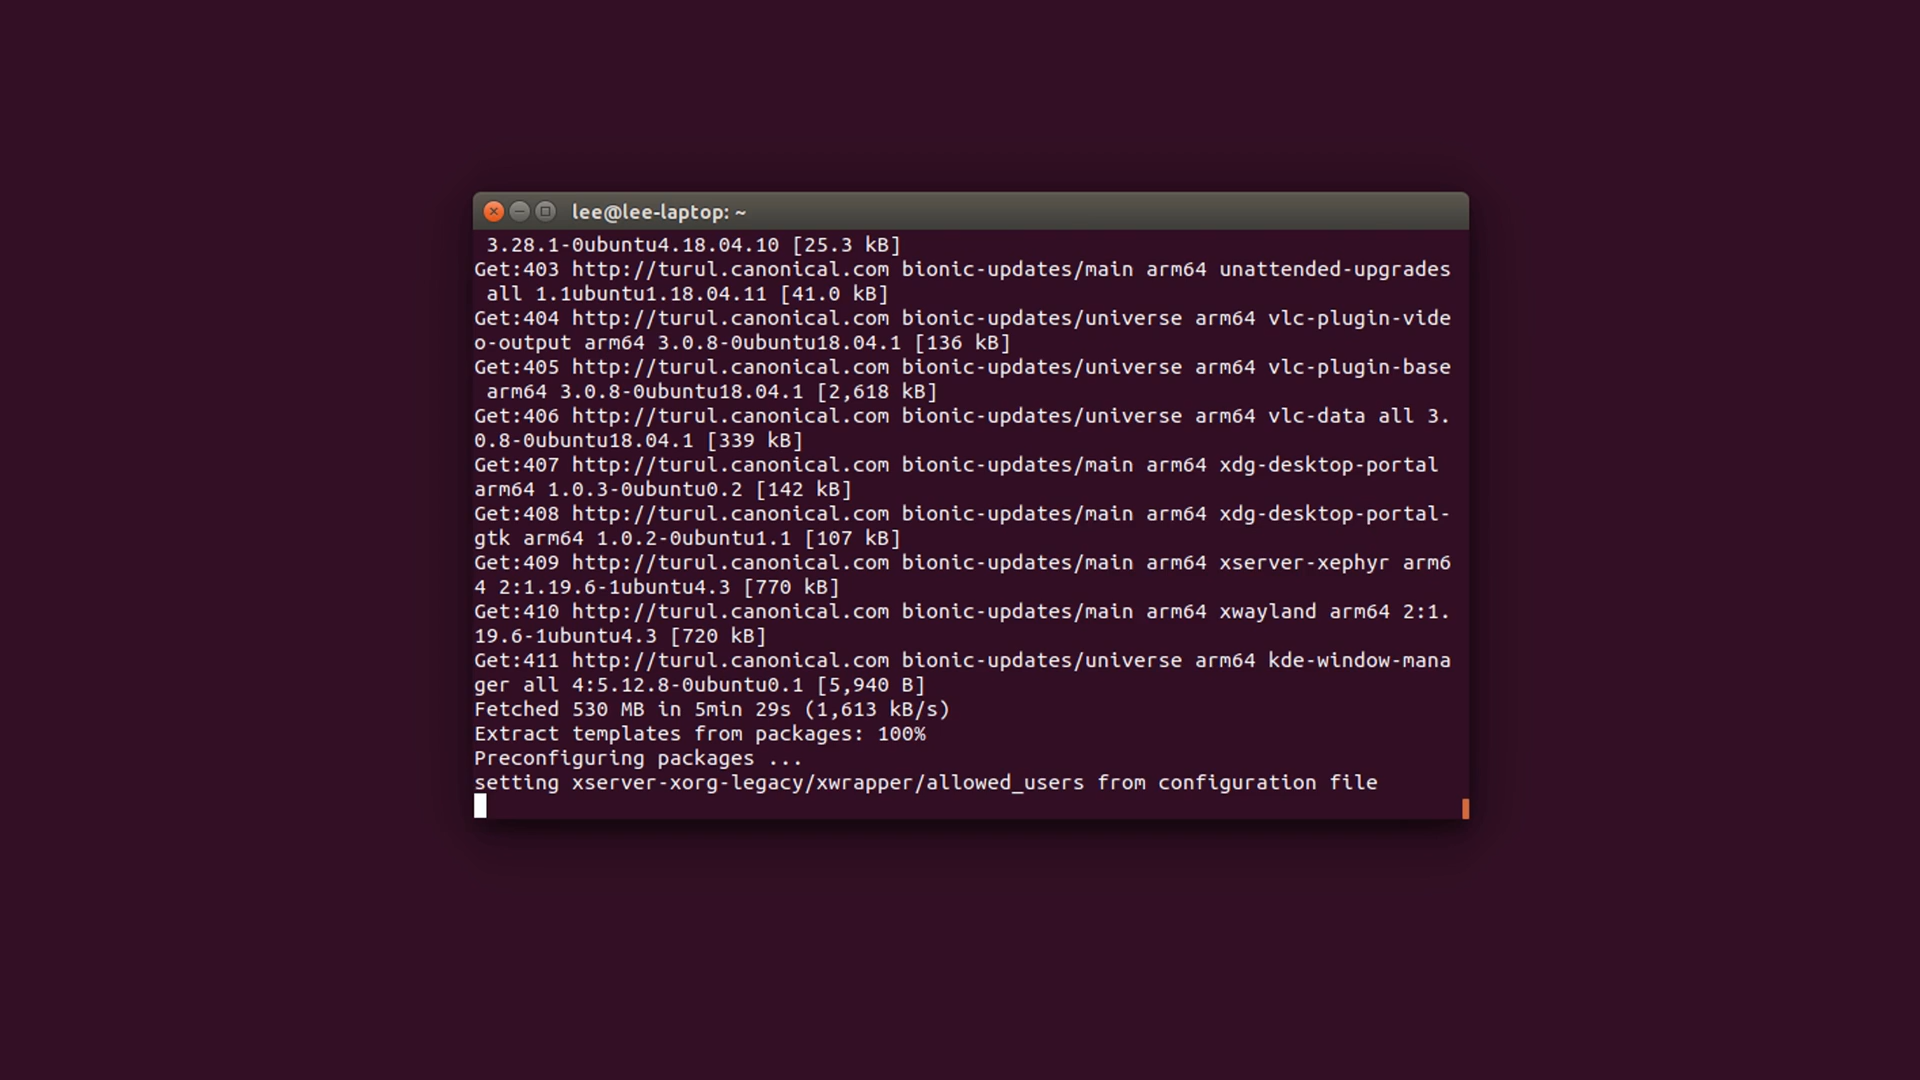 lee@lee-laptop: ~
3.28.1-0ubuntu4.18.04.10 [25.3 kB]
Get:403 http://turul.canonical.com bionic-updates/main arm64 unattended-upgrades
all 1.1ubuntu1.18.04.11 [41.0 kB]
Get:404 http://turul.canonical.com bionic-updates/universe arm64 vlc-plugin-vide
o-output arm64 3.0.8-0ubuntu18.04.1 [136 kB]
Get:405 http://turul.canonical.com bionic-updates/universe arm64 vlc-plugin-base
arm64 3.0.8-0ubuntu18.04.1 [2,618 kB]
Get:406 http://turul.canonical.com bionic-updates/universe arm64 vlc-data all 3.
0.8-0ubuntu18.04.1 [339 kB]
Get:407 http://turul.canonical.com bionic-updates/main arm64 xdg-desktop-portal
arm64 1.0.3-0ubuntu0.2 [142 kB]
Get:408 http://turul.canonical.com bionic-updates/main arm64 xdg-desktop-portal-
gtk arm64 1.0.2-0ubuntu1.1 [107 kB]
Get:409 http://turul.canonical.com bionic-updates/main arm64 xserver-xephyr arm6
4 2:1.19.6-1ubuntu4.3 [770 kB]
Get:410 http://turul.canonical.com bionic-updates/main arm64 xwayland arm64 2:1.
19.6-1ubuntu4.3 [720 kB]
Get:411 http://turul.canonical.com bionic-updates/universe arm64 kde-window-mana
ger all 4:5.12.8-0ubuntu0.1 [5,940 B]
Fetched 530 MB in 5min 29s (1,613 kB/s)
Extract templates from packages: 100%
Preconfiguring packages ...
setting xserver-xorg-legacy/xwrapper/allowed_users from configuration file